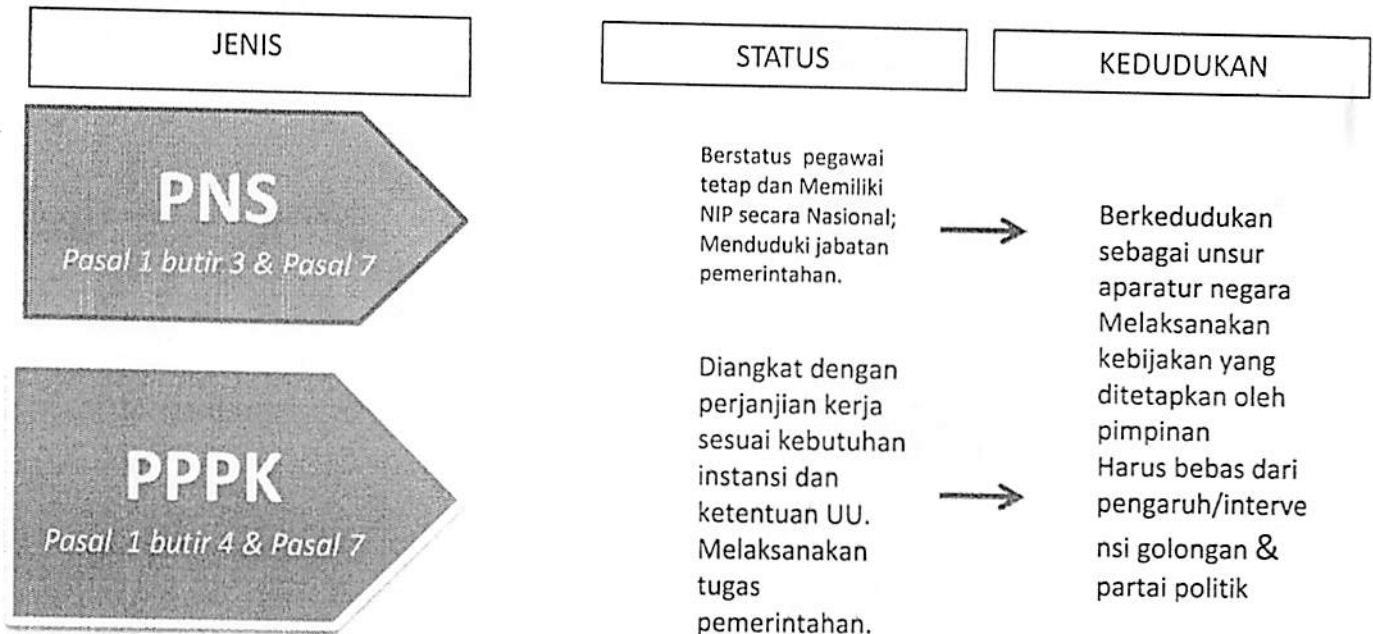 JENIS
STATUS
KEDUDUKAN
PNS
Pasal 1 butir 3 & Pasal 7
Berstatus pegawai
tetap dan Memiliki
NIP secara Nasional;
Menduduki jabatan
pemerintahan.
PPPK
Pasal 1 butir 4 & Pasal 7
Diangkat dengan
perjanjian kerja
sesuai kebutuhan
instansi dan
ketentuan UU.
Melaksanakan
tugas
pemerintahan.
Berkedudukan
sebagai unsur
aparatur negara
Melaksanakan
kebijakan yang
ditetapkan oleh
pimpinan
Harus bebas dari
pengaruh/interve
nsi golongan &
partai politik